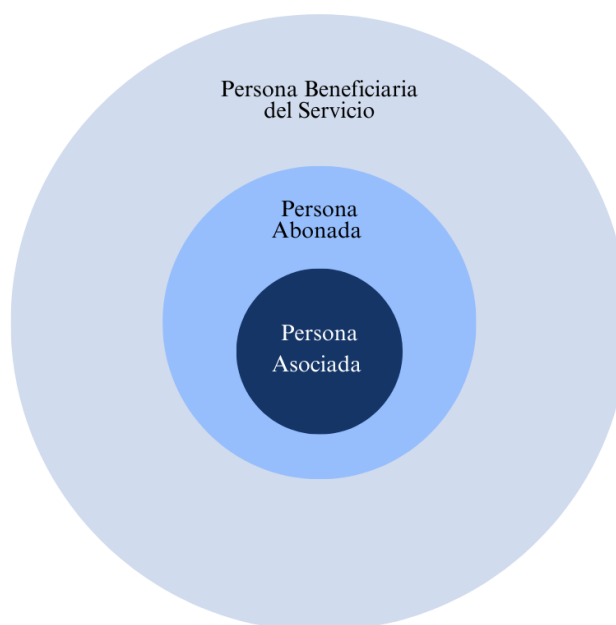 Persona Beneficiaria
del Servicio
Persona
Abonada
Persona
Asociada